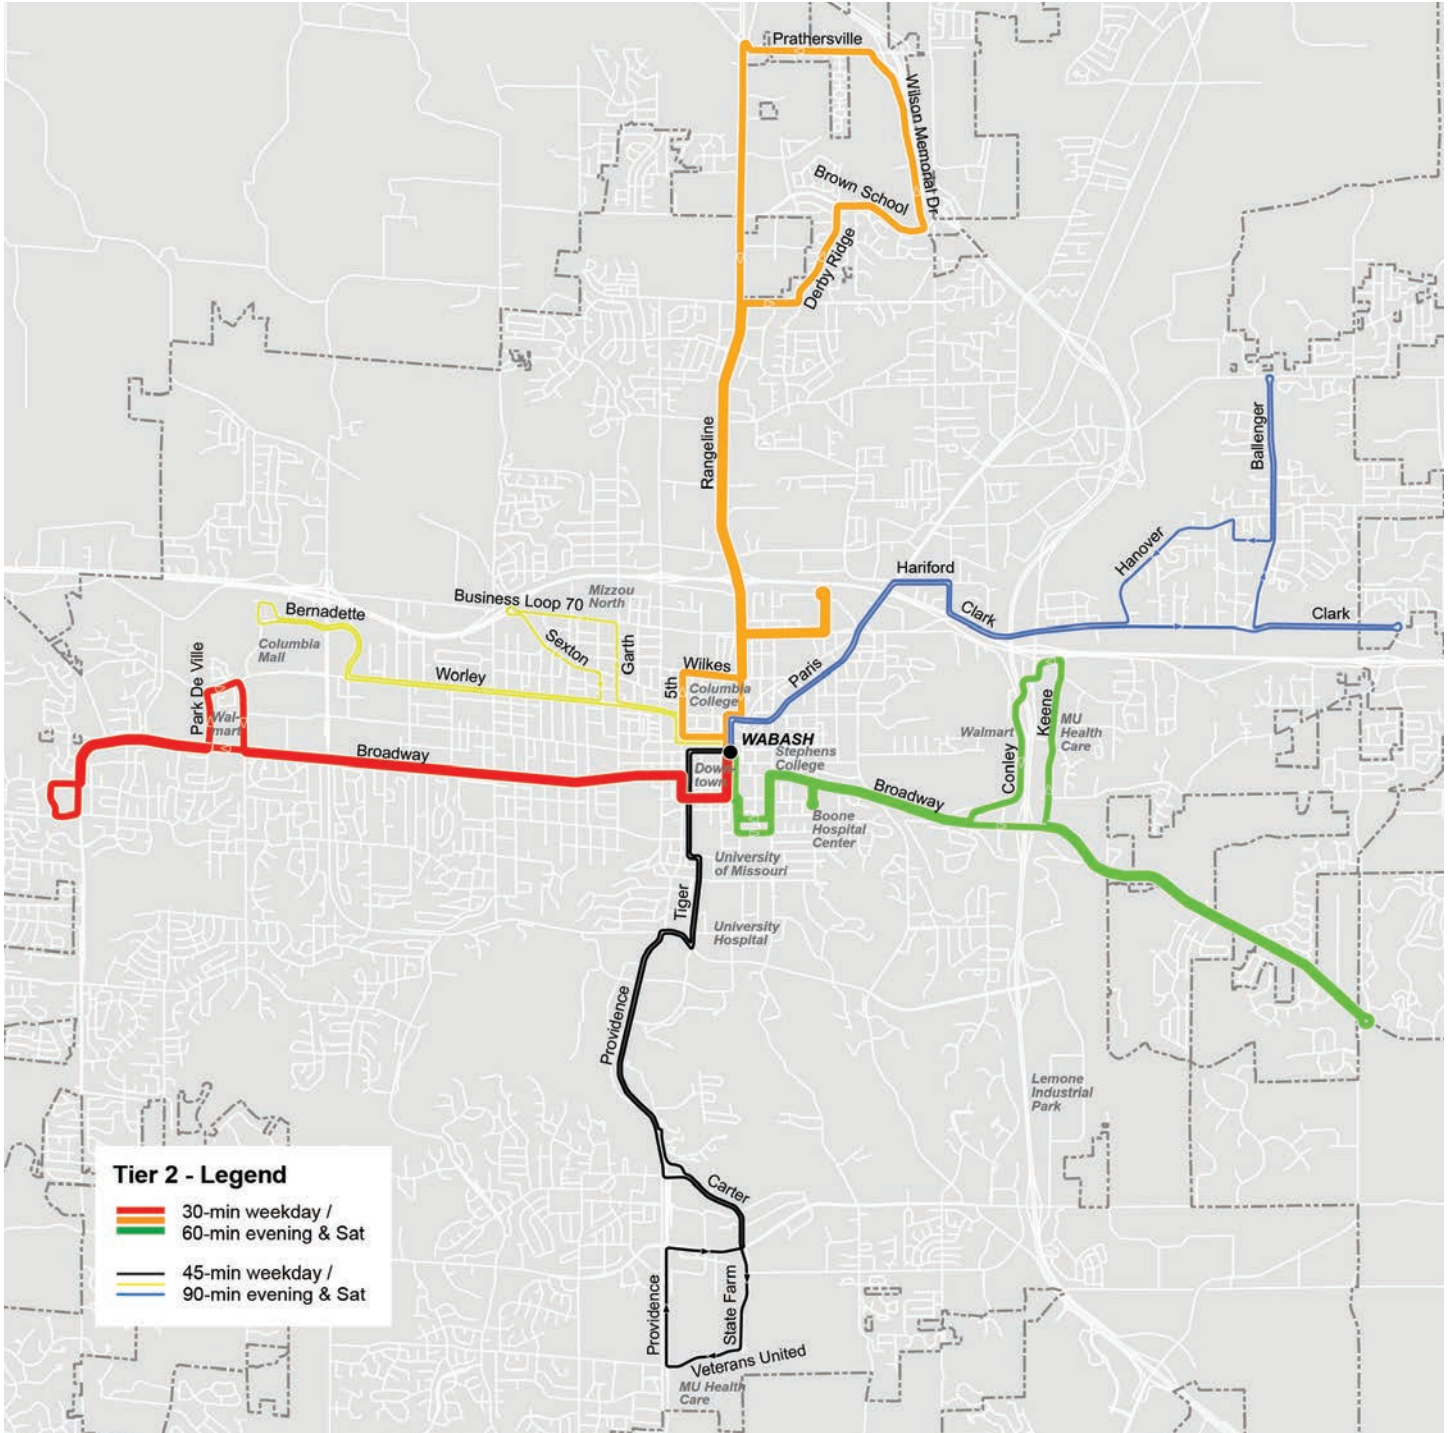 Prathersville
Wilson Memorial Dr
Brown School
Derby Ridge
Rangeline
Ballenger
Hanover
Hariford
Clark
Clark
Mizzou
North
Business Loop 70
Bernadette
Columbia
Mall
Sexton
Garth
Worley
Wilkes
5th
Columbia
College
Paris
Park De Ville
Wal-
mart
Broadway
WABASH
Stephens
College
Down-
town
Walmart
Conley
Keene
MU
Health
Care
Broadway
Boone
Hospital
Center
University
of Missouri
Tiger
University
Hospital
Providence
Lemone
Industrial
Park
Carter
Providence
State Farm
Veterans United
MU Health
Care
Tier 2 - Legend
30-min weekday /
60-min evening & Sat
45-min weekday /
90-min evening & Sat